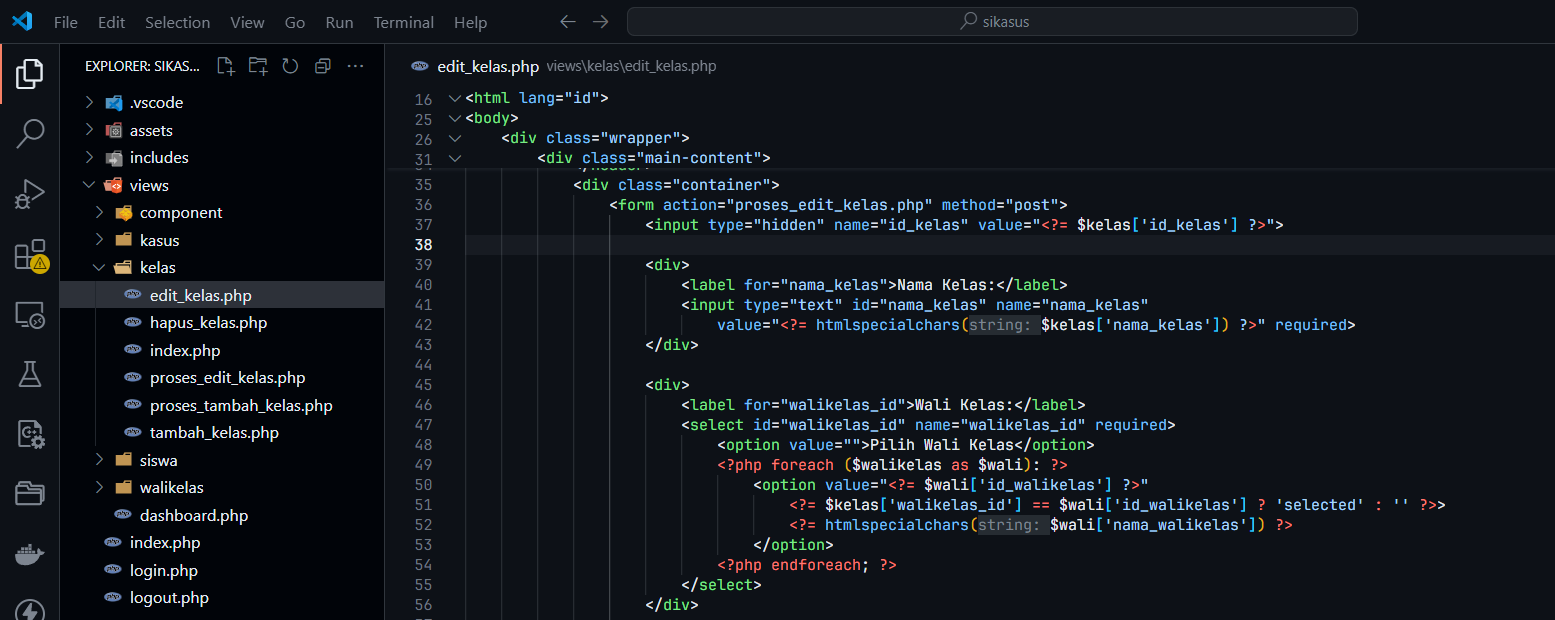 File Edit Selection View Go Run Terminal Help
sikasus
EXPLORER: SIKAS...
.vscode
assets
includes
views
component
kasus
kelas
edit_kelas.php
hapus_kelas.php
index.php
proses_edit_kelas.php
proses_tambah_kelas.php
tambah_kelas.php
siswa
walikelas
dashboard.php
index.php
login.php
logout.php
edit_kelas.php views\kelas\edit_kelas.php
16 <html lang="id">
25 <body>
26 <div class="wrapper">
31 <div class="main-content">
35 <div class="container">
36 <form action="proses_edit_kelas.php" method="post">
37 <input type="hidden" name="id_kelas" value="<?= $kelas['id_kelas'] ?>">
38
39 <div>
40 <label for="nama_kelas">Nama Kelas:</label>
41 <input type="text" id="nama_kelas" name="nama_kelas"
42 value="<?= htmlspecialchars(string: $kelas['nama_kelas']) ?>" required>
43 </div>
44
45 <div>
46 <label for="walikelas_id">Wali Kelas:</label>
47 <select id="walikelas_id" name="walikelas_id" required>
48 <option value="">Pilih Wali Kelas</option>
49 <?php foreach ($walikelas as $wali): ?>
50 <option value="<?= $wali['id_walikelas'] ?>"
51 <?= $kelas['walikelas_id'] == $wali['id_walikelas'] ? 'selected' : '' ?>>
52 <?= htmlspecialchars(string: $wali['nama_walikelas']) ?>
53 </option>
54 <?php endforeach; ?>
55 </select>
56 </div>